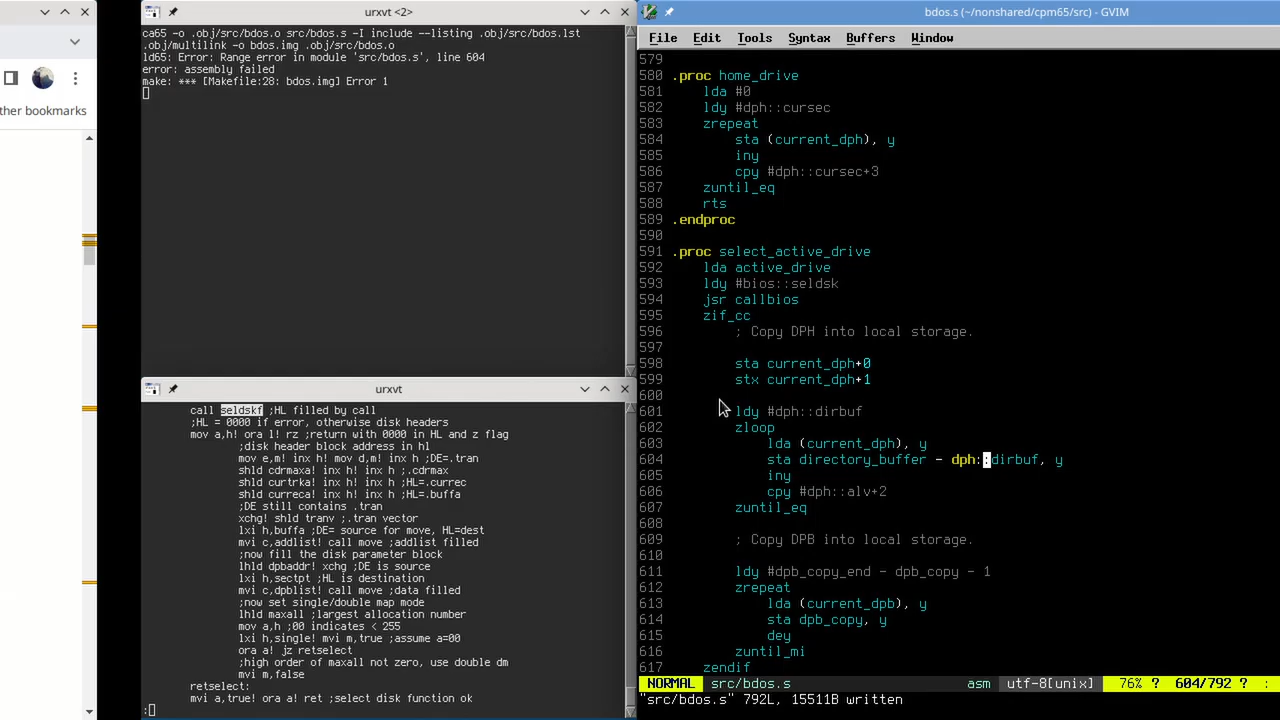 ther bookmarks
urxvt <2>
ca65 -o .obj/src/bdos.o src/bdos.s -I include --listing .obj/src/bdos.lst
.obj/multilink -o bdos.img .obj/src/bdos.o
ld65: Error: Range error in module 'src/bdos.s', line 604
error: assembly failed
make: *** [Makefile:28: bdos.img] Error 1
urxvt
call seldskf ;HL filled by call
;HL = 0000 if error, otherwise disk headers
mov a,h! ora l! rz ;return with 0000 in HL and z flag
;disk header block address in hl
mov e,m! inx h! mov d,m! inx h ;DE=.tran
shld cdrmaxa! inx h! inx h ;.cdrmax
shld curtrka! inx h! inx h ;HL=.currec
shld curreca! inx h! inx h ;HL=.buffa
;DE still contains .tran
xchg! shld tranv ;.tran vector
lxi h,buffa ;DE= source for move, HL=dest
mvi c,addlist! call move ;addlist filled
;now fill the disk parameter block
lhld dpbaddr! xchg ;DE is source
lxi h,sectpt ;HL is destination
mvi c,dpblist! call move ;data filled
;now set single/double map mode
lhld maxall ;largest allocation number
mov a,h ;00 indicates < 255
lxi h,single! mvi m,true ;assume a=00
ora a! jz retselect
;high order of maxall not zero, use double dm
mvi m,false
retselect:
mvi a,true! ora a! ret ;select disk function ok
:
bdos.s (~/nonshared/cpm65/src) - GVIM
File Edit Tools Syntax Buffers Window
579
580 .proc home_drive
581 lda #0
582 ldy #dph::cursec
583 zrepeat
584 sta (current_dph), y
585 iny
586 cpy #dph::cursec+3
587 zuntil_eq
588 rts
589 .endproc
590
591 .proc select_active_drive
592 lda active_drive
593 ldy #bios::seldsk
594 jsr callbios
595 zif_cc
596 ; Copy DPH into local storage.
597
598 sta current_dph+0
599 stx current_dph+1
600
601 ldy #dph::dirbuf
602 zloop
603 lda (current_dph), y
604 sta directory_buffer - dph::dirbuf, y
605 iny
606 cpy #dph::alv+2
607 zuntil_eq
608
609 ; Copy DPB into local storage.
610
611 ldy #dpb_copy_end - dpb_copy - 1
612 zrepeat
613 lda (current_dpb), y
614 sta dpb_copy, y
615 dey
616 zuntil_mi
617 zendif
NORMAL src/bdos.s asm utf-8[unix] 76% ? 604/792 ? :
"src/bdos.s" 792L, 15511B written